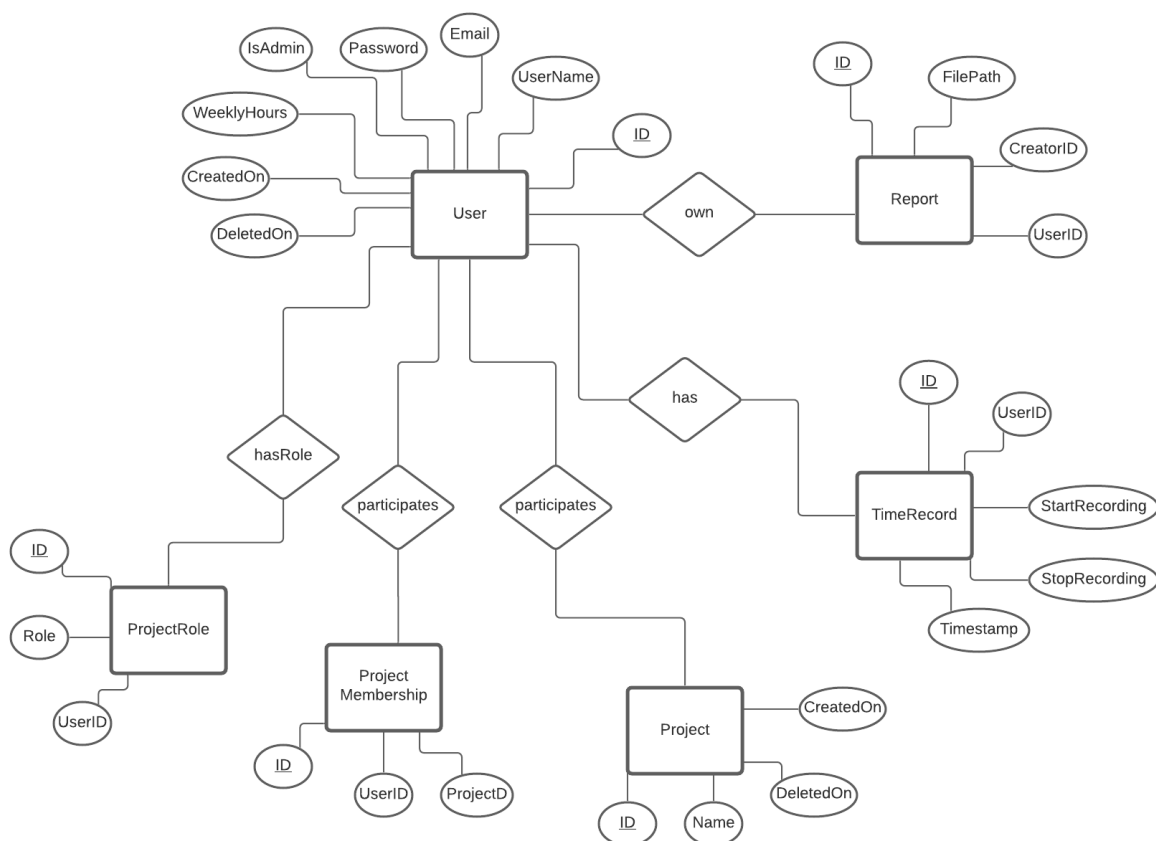 Email
IsAdmin
Password
UserName
ID
FilePath
WeeklyHours
ID
CreatorID
CreatedOn
User
own
Report
DeletedOn
UserID
ID
has
UserID
hasRole
participates
participates
TimeRecord
StartRecording
ID
StopRecording
Role
ProjectRole
Timestamp
Project
Membership
UserID
Project
CreatedOn
ID
UserID
ProjectD
DeletedOn
ID
Name